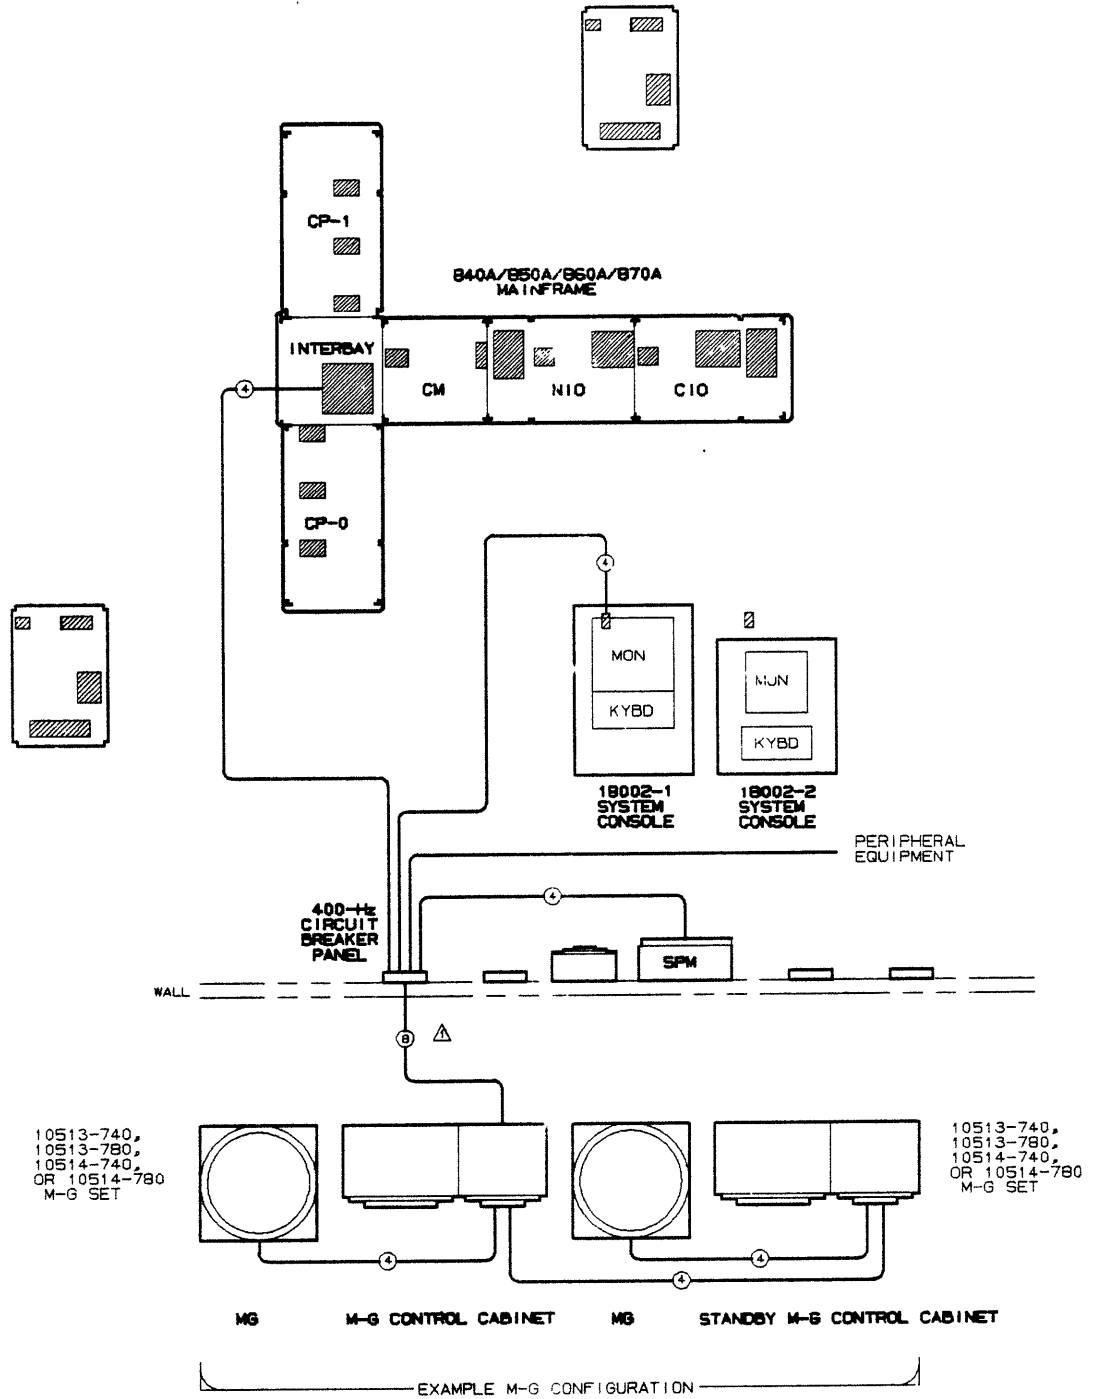 CP-1
840A/850A/860A/870A
MAINFRAME
INTERBAY
CM
NIO
CIO
4
CP-0
4
MON
KYBD
MON
KYBD
18002-1
SYSTEM
CONSOLE
18002-2
SYSTEM
CONSOLE
PERIPHERAL
EQUIPMENT
4
400-Hz
CIRCUIT
BREAKER
PANEL
SPM
WALL
8
1
10513-740,
10513-780,
10514-740,
OR 10514-780
M-G SET
10513-740,
10513-780,
10514-740,
OR 10514-780
M-G SET
4
4
4
MG
M-G CONTROL CABINET
MG
STANDBY M-G CONTROL CABINET
EXAMPLE M-G CONFIGURATION